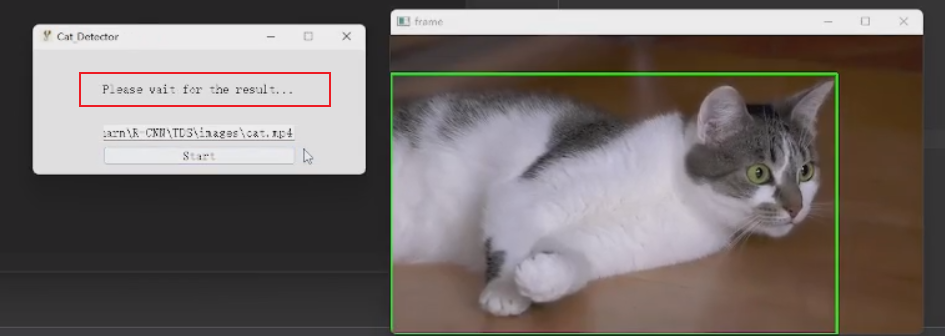 Cat_Detector
Please wait for the result...
arn\R-CNN\TDS\images\cat.mp4
Start
frame